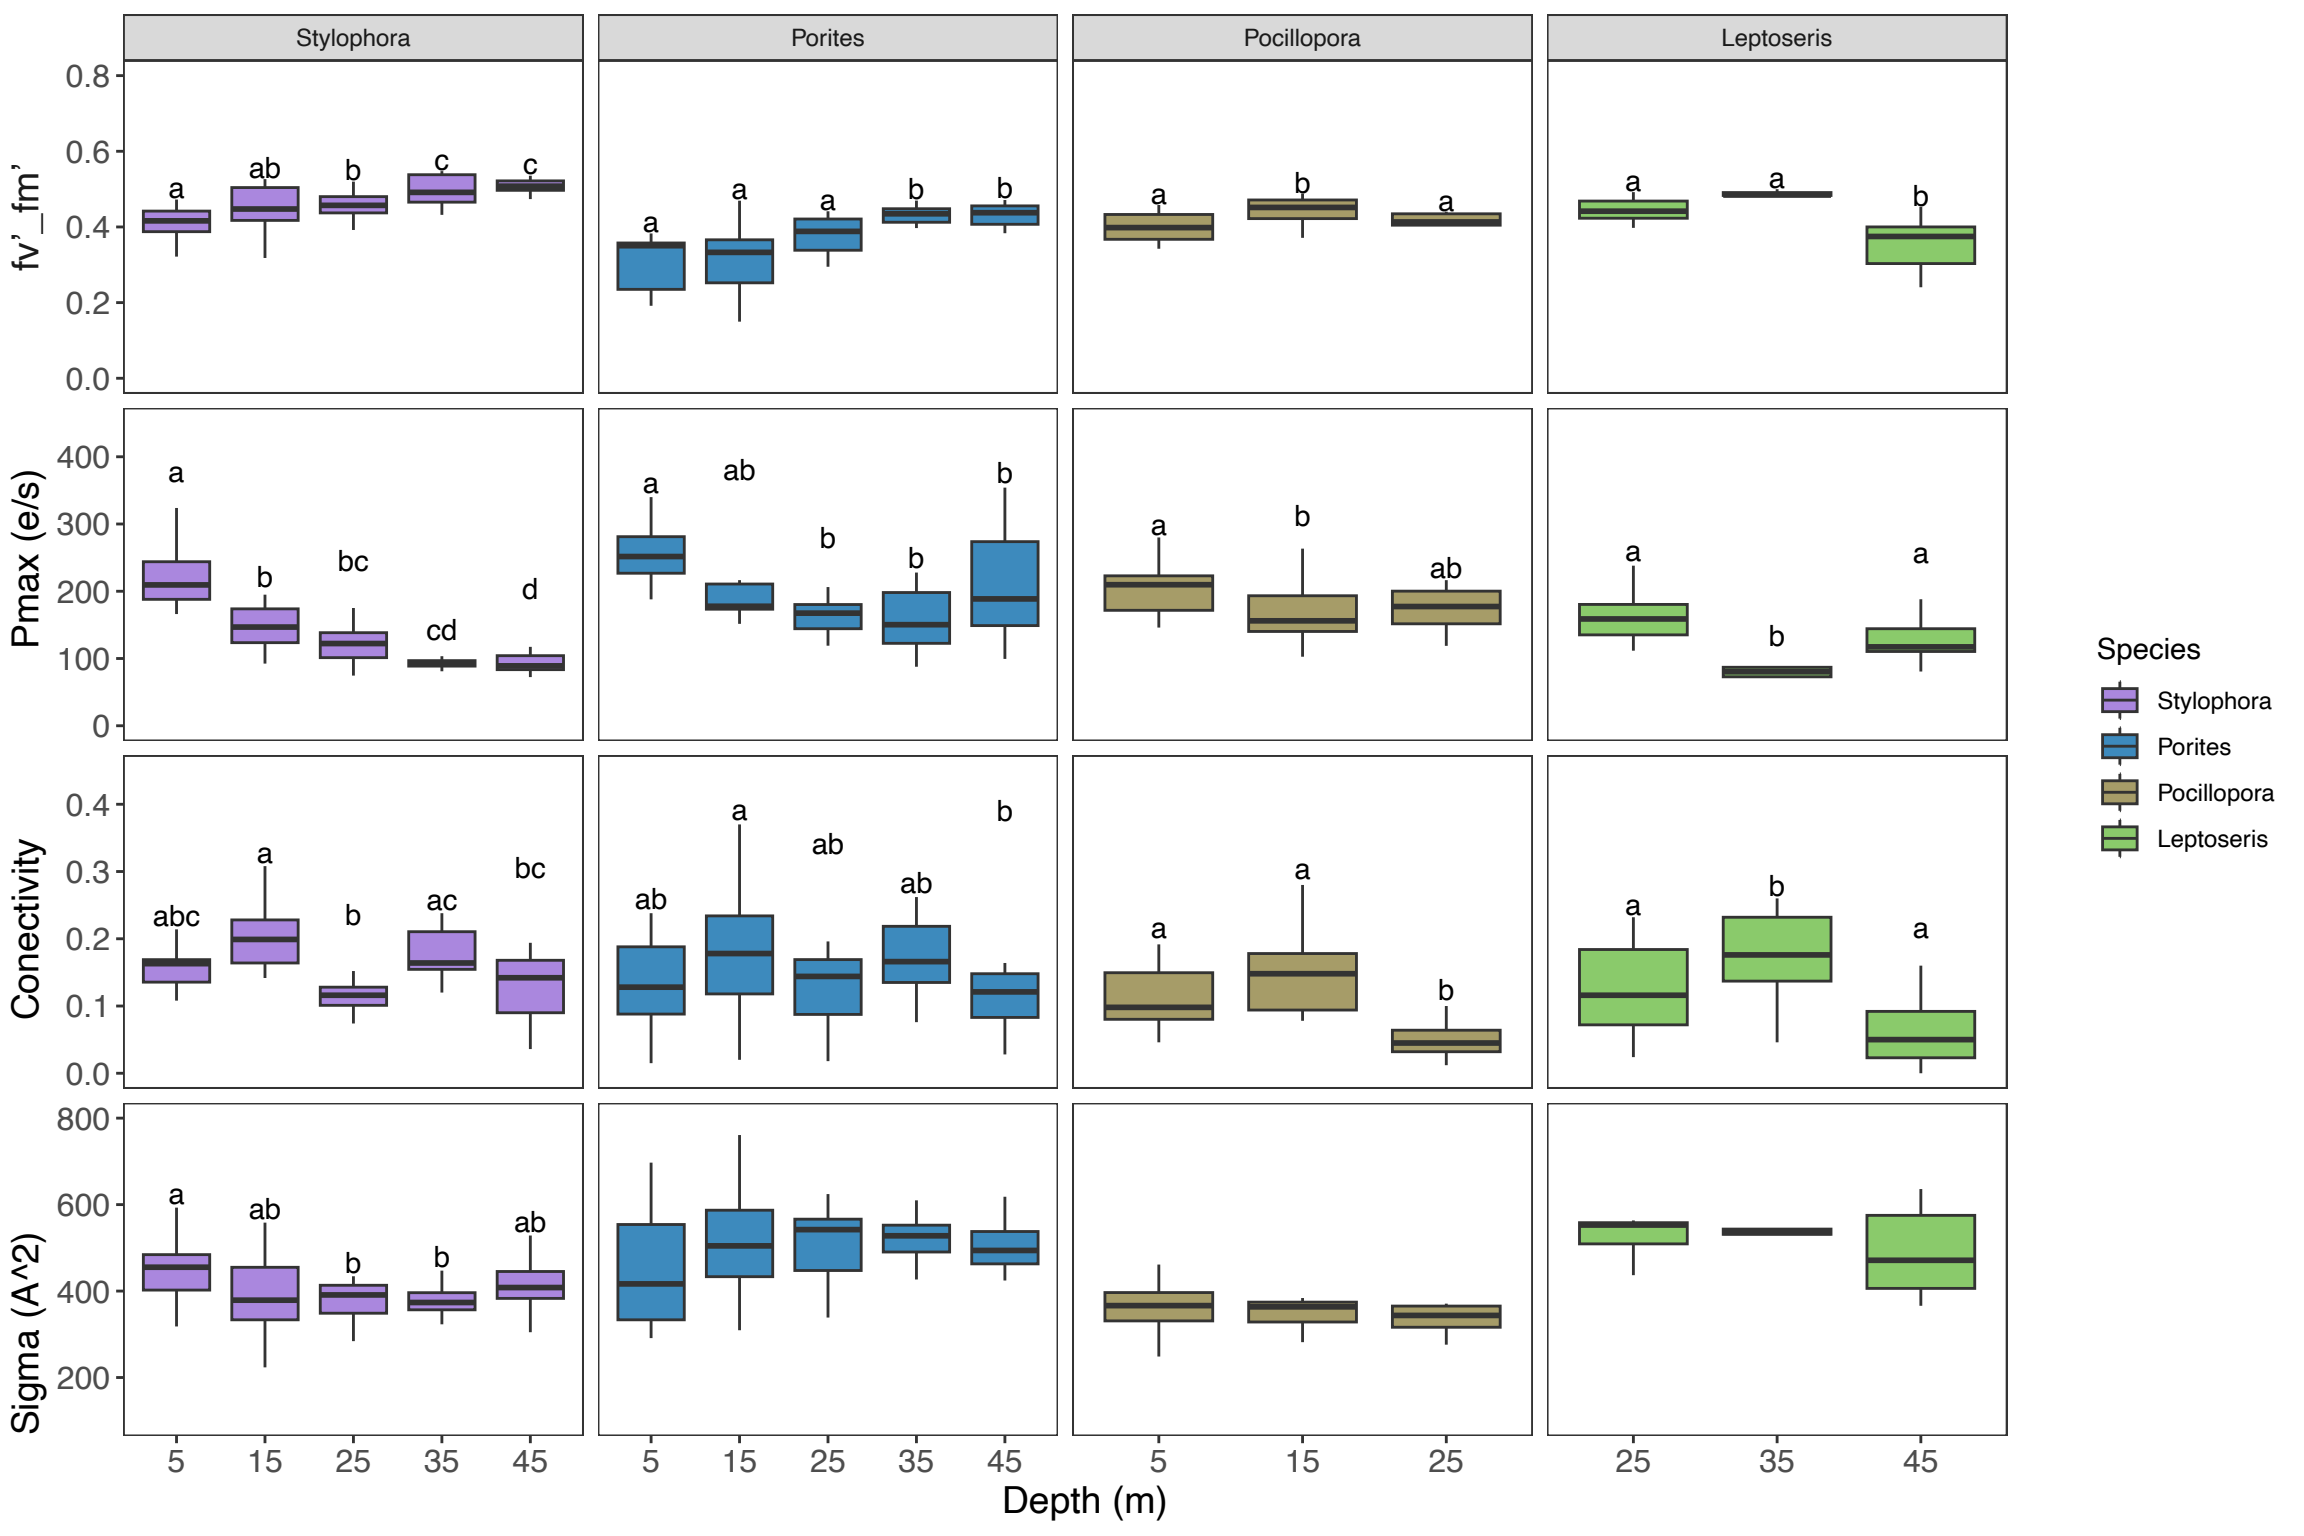 Stylophora Porites Pocillopora Leptoseris
fv’_fm’
0.8
0.6
0.4
0.2
0.0
a ab b c c
a a a b b
a b a
a a b
Pmax (e/s)
400
300
200
100
0
a b bc cd d
a ab b b b
a b ab
a b a
Conectivity
0.4
0.3
0.2
0.1
0.0
abc a b ac bc
ab a ab ab b
a a b
a b a
Sigma (A^2)
800
600
400
200
a ab b b ab
5 15 25 35 45
5 15 25 35 45
5 15 25
25 35 45
Depth (m)
Species
Stylophora
Porites
Pocillopora
Leptoseris